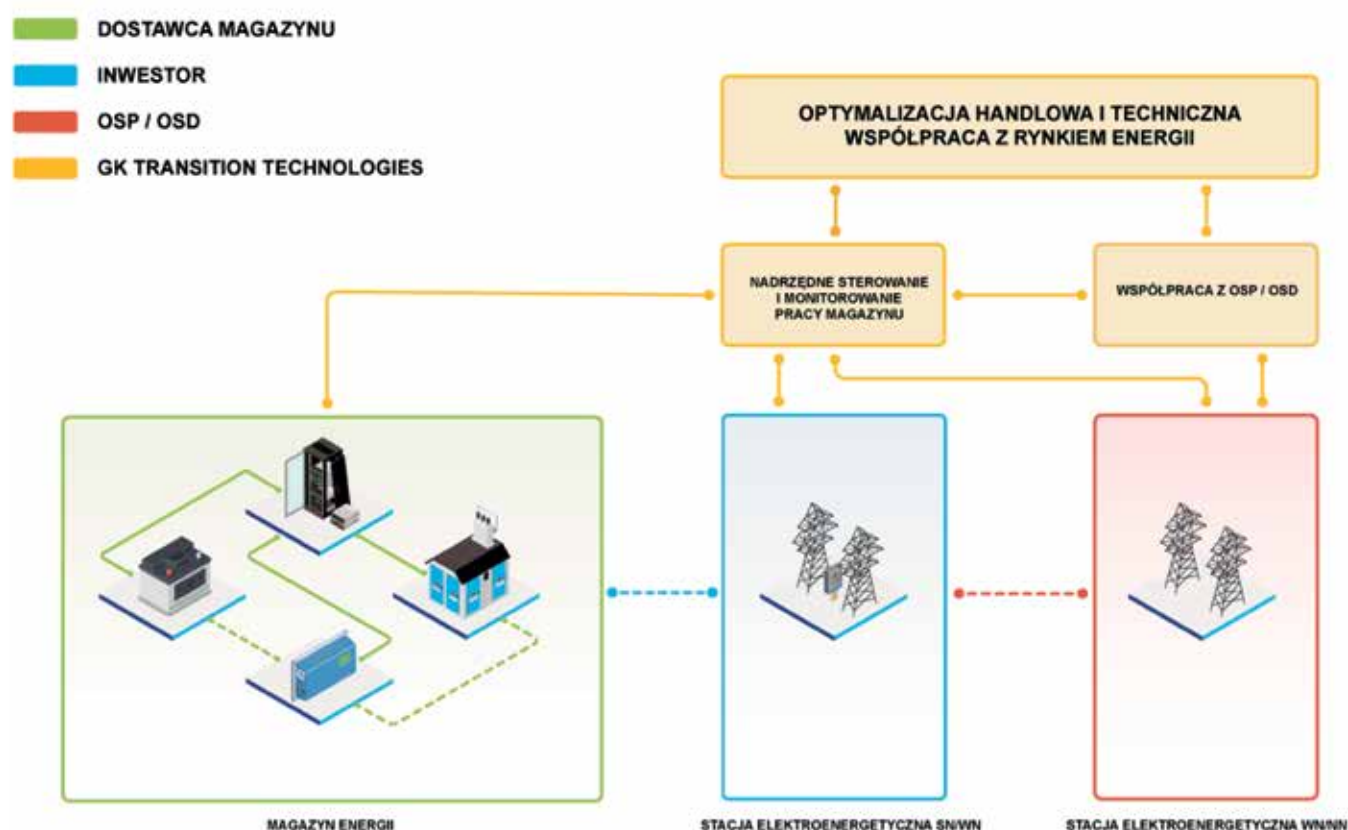 DOSTAWCA MAGAZYNU
INWESTOR
OSP / OSD
GK TRANSITION TECHNOLOGIES
OPTYMALIZACJA HANDLOWA I TECHNICZNA
WSPÓŁPRACA Z RYNKIEM ENERGII
NADRZĘDNE STEROWANIE
I MONITOROWANIE
PRACY MAGAZYNU
WSPÓŁPRACA Z OSP / OSD
MAGAZYN ENERGII
STACJA ELEKTROENERGETYCZNA SN/WN
STACJA ELEKTROENERGETYCZNA WN/NN